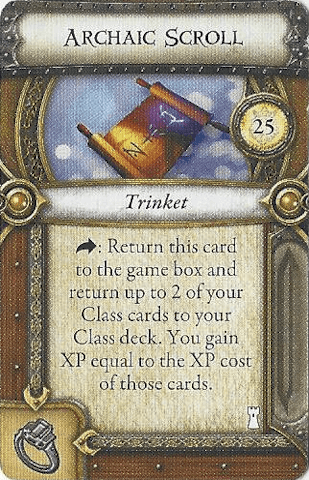 Archaic Scroll
25
Trinket
: Return this card
to the game box and
return up to 2 of your
Class cards to your
Class deck. You gain
XP equal to the XP cost
of those cards.